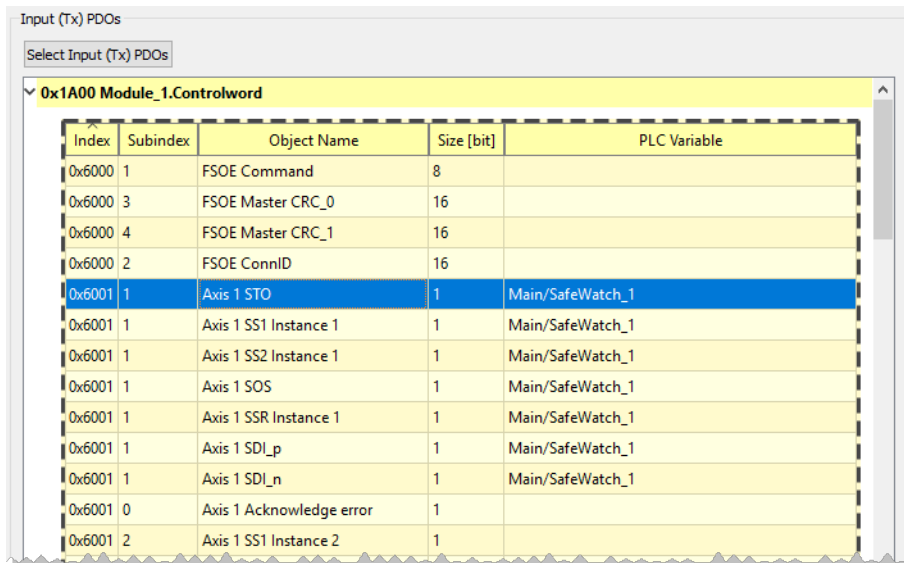 Input (Tx) PDOs
Select Input (Tx) PDOs
0x1A00 Module_1.Controlword
Index Subindex Object Name Size [bit] PLC Variable
0x6000 1 FSOE Command 8
0x6000 3 FSOE Master CRC_0 16
0x6000 4 FSOE Master CRC_1 16
0x6000 2 FSOE ConnID 16
0x6001 1 Axis 1 STO 1 Main/SafeWatch_1
0x6001 1 Axis 1 SS1 Instance 1 1 Main/SafeWatch_1
0x6001 1 Axis 1 SS2 Instance 1 1 Main/SafeWatch_1
0x6001 1 Axis 1 SOS 1 Main/SafeWatch_1
0x6001 1 Axis 1 SSR Instance 1 1 Main/SafeWatch_1
0x6001 1 Axis 1 SDI_p 1 Main/SafeWatch_1
0x6001 1 Axis 1 SDI_n 1 Main/SafeWatch_1
0x6001 0 Axis 1 Acknowledge error 1
0x6001 2 Axis 1 SS1 Instance 2 1